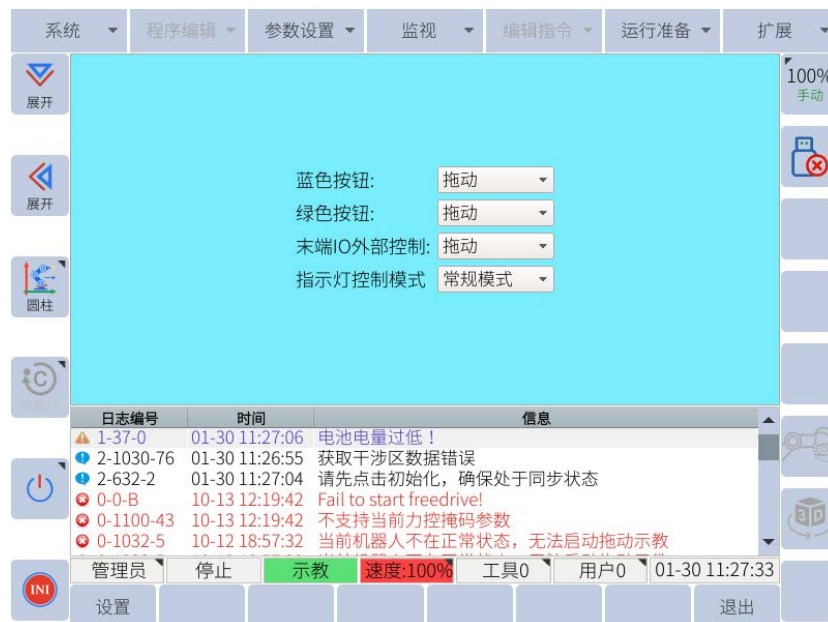 系统 程序编辑 参数设置 监视 编辑指令 运行准备 扩展
展开
100%
手动
蓝色按钮: 拖动
展开
绿色按钮: 拖动
末端IO外部控制: 拖动
指示灯控制模式 常规模式
圆柱
日志编号 时间 信息
1-37-0 01-30 11:27:06 电池电量过低！
2-1030-76 01-30 11:26:55 获取干涉区数据错误
2-632-2 01-30 11:27:04 请先点击初始化，确保处于同步状态
0-0-B 10-13 12:19:42 Fail to start freedrive!
0-1100-43 10-13 12:19:42 不支持当前力控掩码参数
0-1032-5 10-12 18:57:32 当前机器人不在正常状态，无法启动拖动示教
3D
管理员 停止 示教 速度:100% 工具0 用户0 01-30 11:27:33
INI
设置 退出